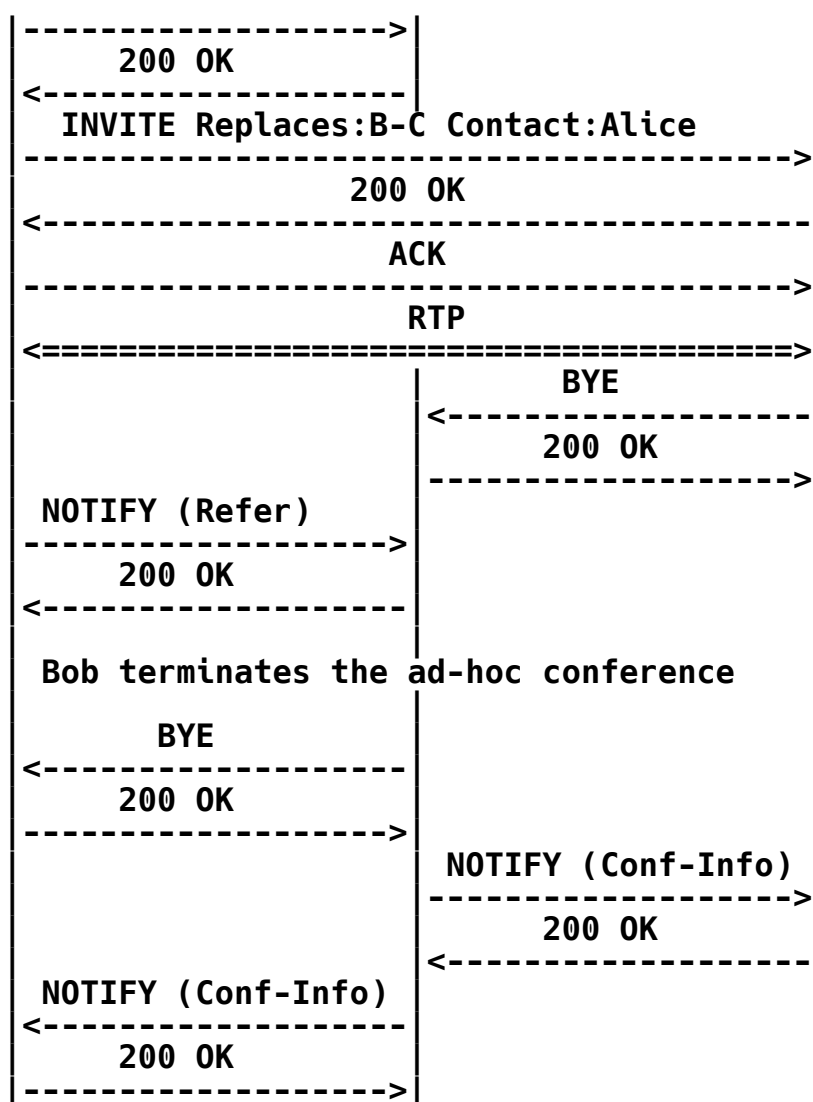 |------------------->|
200 OK
|<-------------------|
INVITE Replaces:B-C Contact:Alice
|---------------------------------------->
200 OK
|<-----------------------------------------
ACK
|---------------------------------------->
RTP
|<=======================================>
| BYE
|<--------------------
200 OK
|------------------->
NOTIFY (Refer)
|------------------->|
200 OK
|<-------------------|
Bob terminates the ad-hoc conference
BYE
|<-------------------|
200 OK
|------------------->|
NOTIFY (Conf-Info)
|------------------->
200 OK
|<--------------------
NOTIFY (Conf-Info)
|<-------------------|
200 OK
|------------------->|